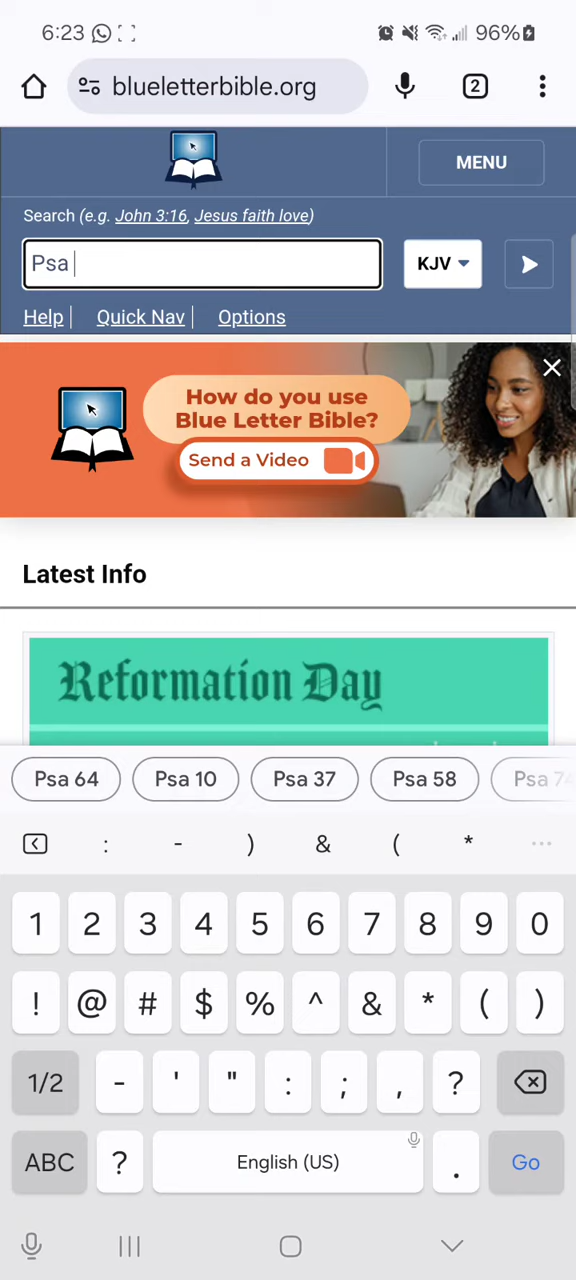 6:23
96%
blueletterbible.org
2
MENU
Search (e.g. John 3:16, Jesus faith love)
Psa
KJV
Help
Quick Nav
Options
How do you use
Blue Letter Bible?
Send a Video
Latest Info
Reformation Day
Psa 64
Psa 10
Psa 37
Psa 58
: - ) & ( * ...
1 2 3 4 5 6 7 8 9 0
! @ # $ % ^ & * ( )
1/2 - ' " : ; , ?
ABC ? English (US) . Go